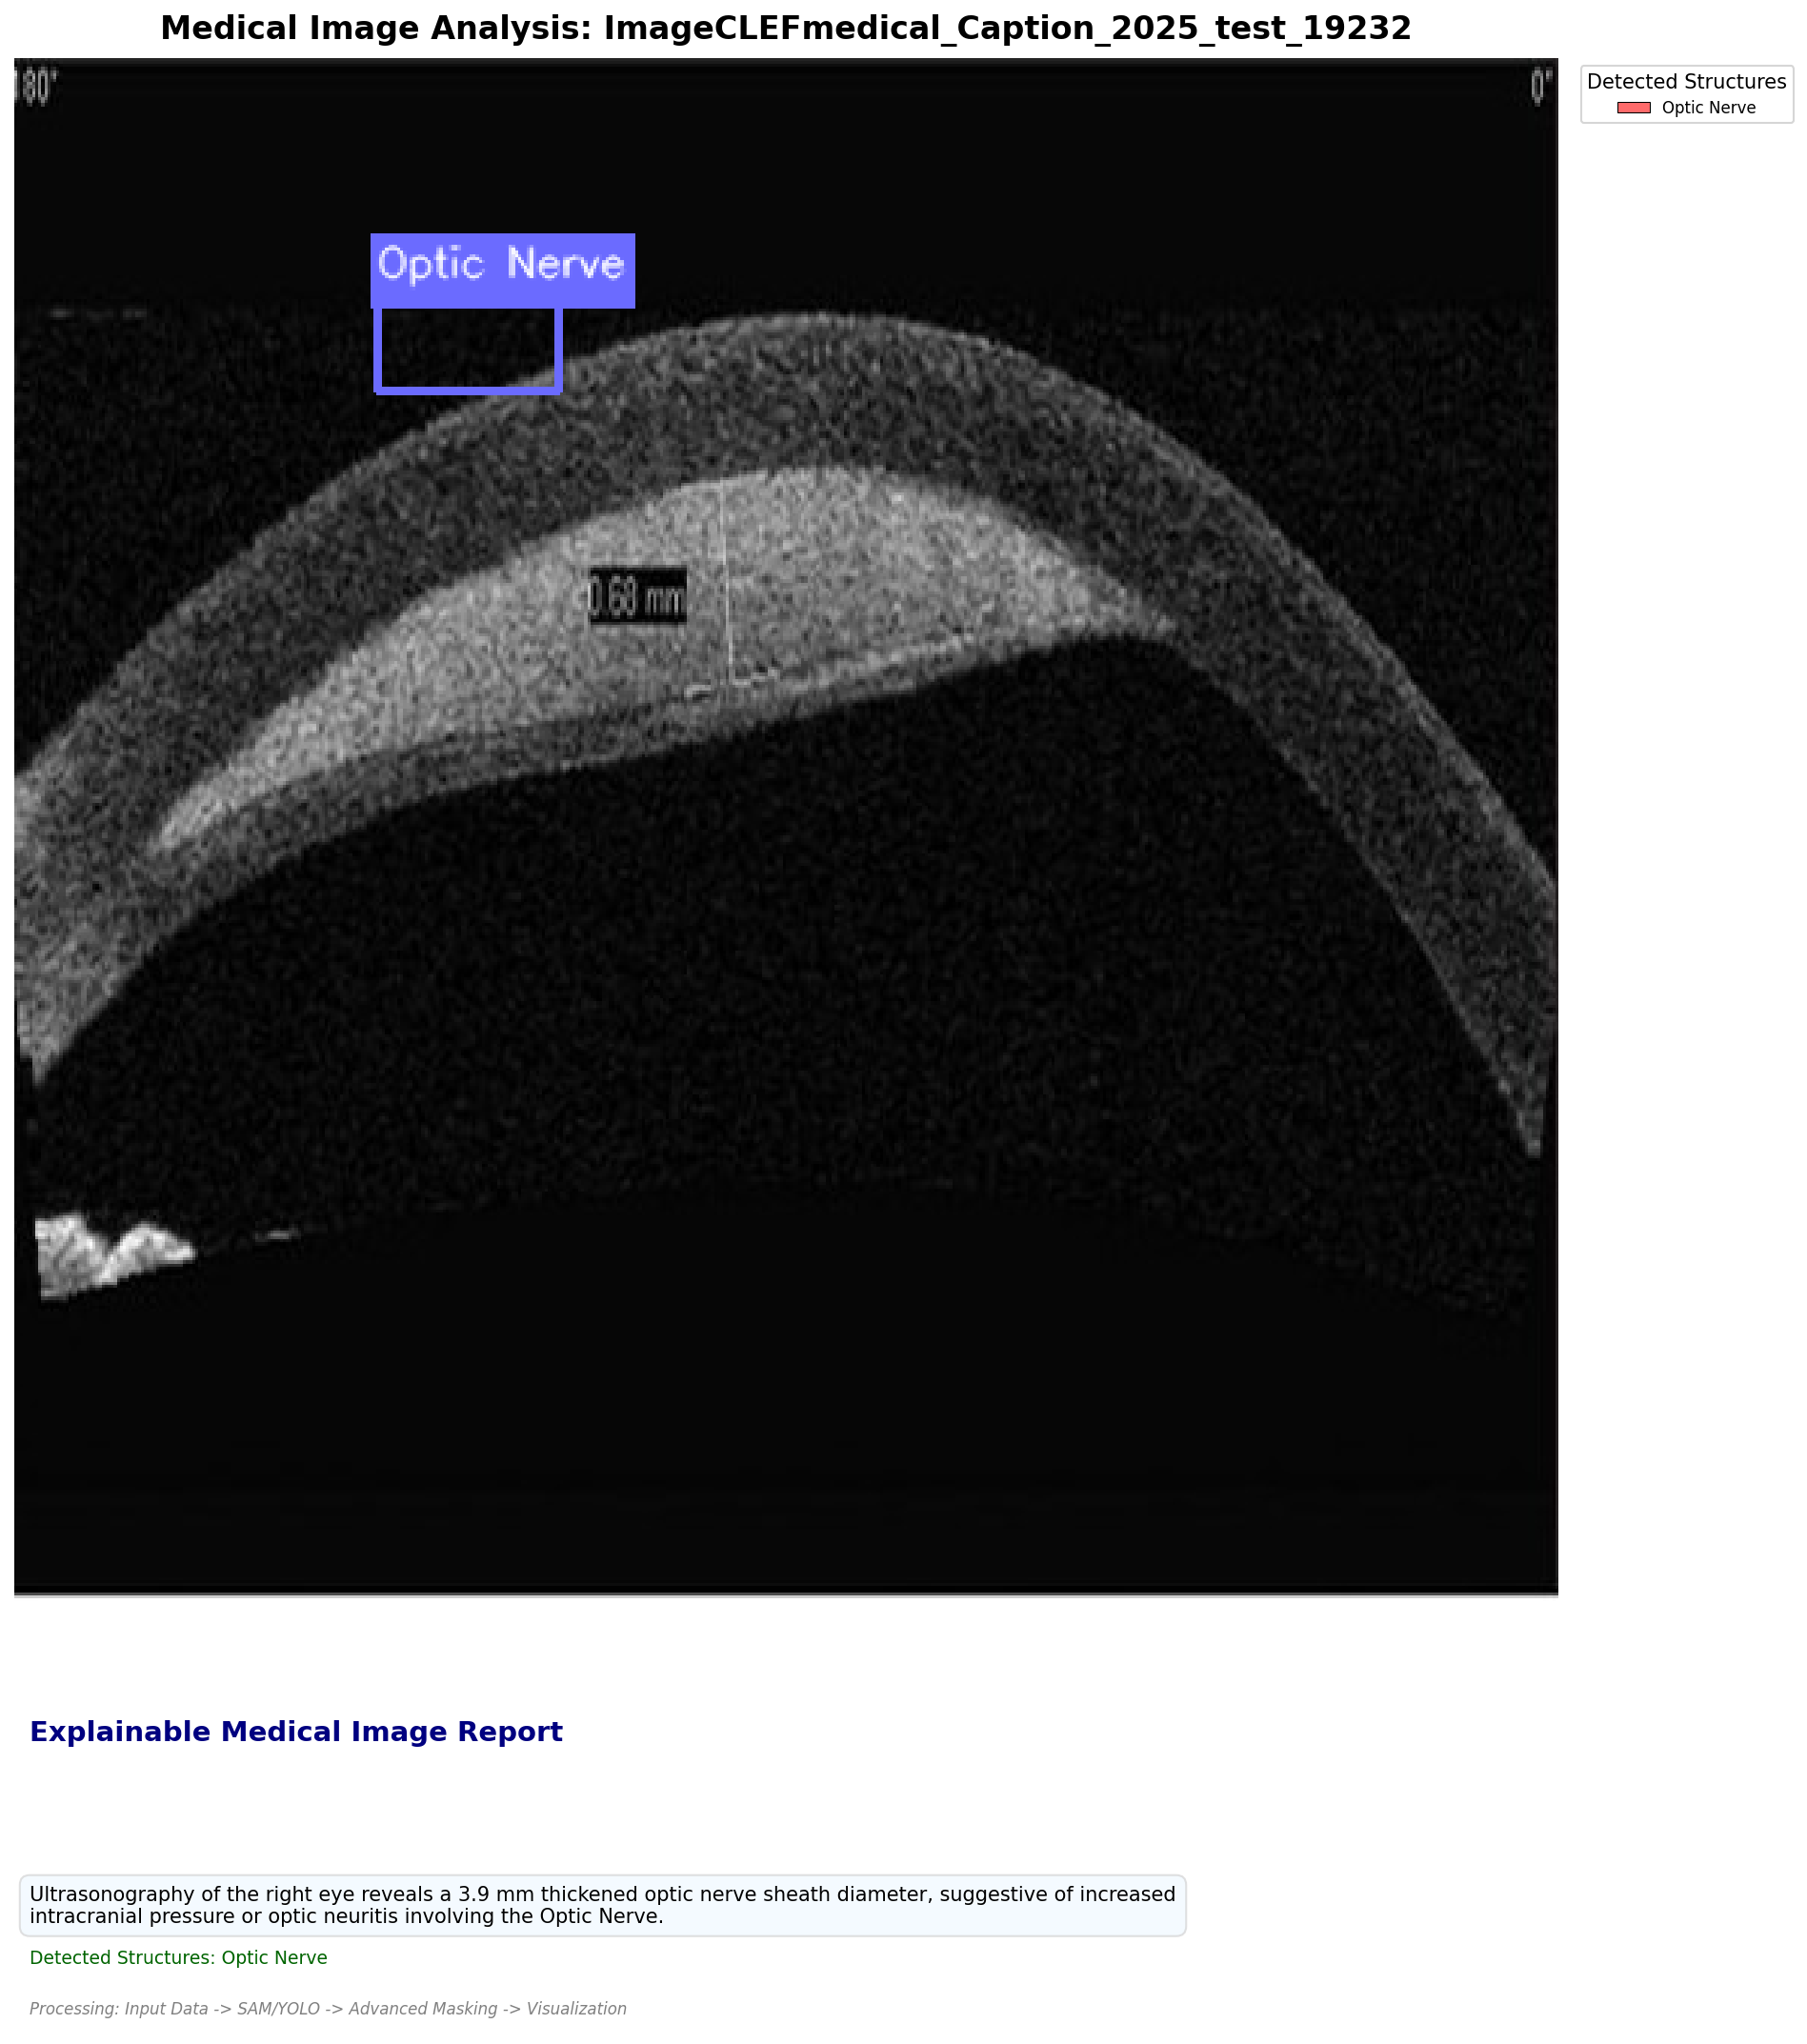 Medical Image Analysis: ImageCLEFmedical_Caption_2025_test_19232
180°
0°
Detected Structures
Optic Nerve
Optic Nerve
0.68 mm
Explainable Medical Image Report
Ultrasonography of the right eye reveals a 3.9 mm thickened optic nerve sheath diameter, suggestive of increased
intracranial pressure or optic neuritis involving the Optic Nerve.
Detected Structures: Optic Nerve
Processing: Input Data -> SAM/YOLO -> Advanced Masking -> Visualization